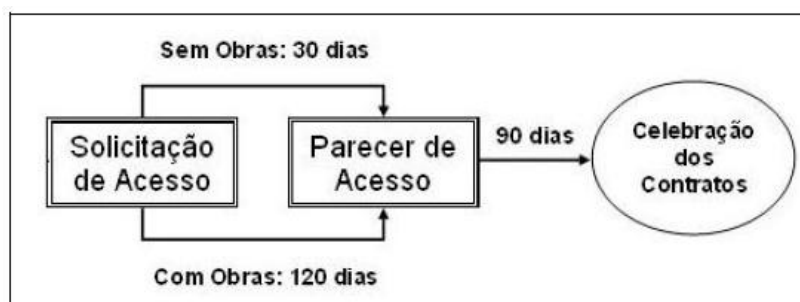 Sem Obras: 30 dias
Solicitação
de Acesso
Parecer de
Acesso
90 dias
Celebração
dos
Contratos
Com Obras: 120 dias